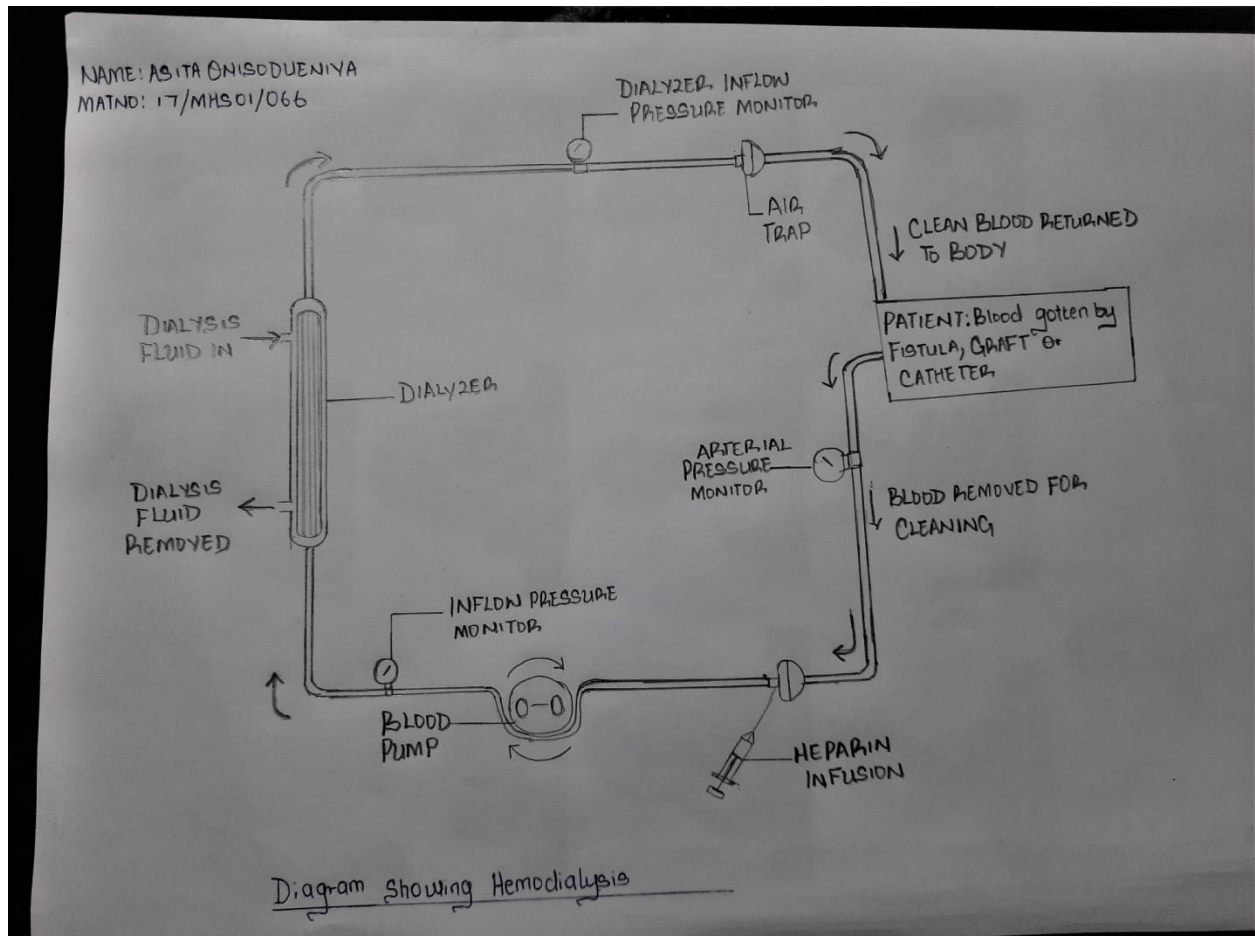 NAME: ASITA ONISODUENIYA
MATNO: 17/MHS01/066
DIALYZER INFLOW
PRESSURE MONITOR
AIR
TRAP
CLEAN BLOOD RETURNED
TO BODY
DIALYSIS
FLUID IN
PATIENT: Blood gotten by
FISTULA, GRAFT Or
CATHETER
DIALYZER
ARTERIAL
PRESSURE
MONITOR
DIALYSIS
FLUID
REMOVED
BLOOD REMOVED FOR
CLEANING
INFLOW PRESSURE
MONITOR
BLOOD
PUMP
HEPARIN
INFUSION
Diagram Showing Hemodialysis